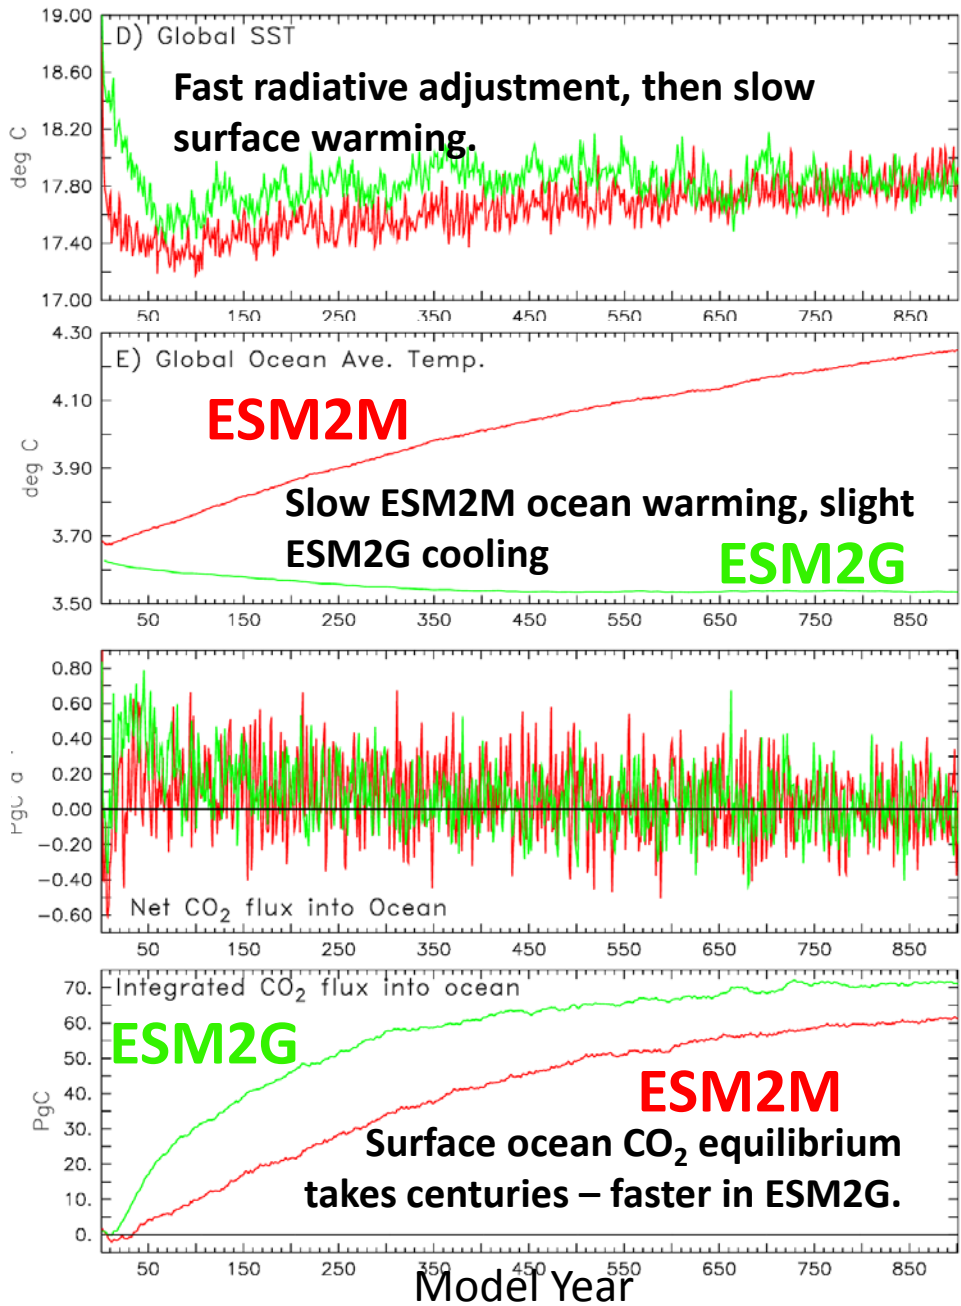 19.00
D) Global SST
18.60
Fast radiative adjustment, then slow
surface warming.
18.20
deg C
17.80
17.40
17.00
50 150 250 350 450 550 650 750 850
4.30
E) Global Ocean Ave. Temp.
4.10
ESM2M
deg C
3.90
Slow ESM2M ocean warming, slight
ESM2G cooling
3.70
ESM2G
3.50
50 150 250 350 450 550 650 750 850
0.80
0.60
0.40
0.20
0.00
−0.20
−0.40
−0.60
Net CO₂ flux into Ocean
50 150 250 350 450 550 650 750 850
70.
Integrated CO₂ flux into ocean
60.
ESM2G
50.
40.
ESM2M
PgC
30.
Surface ocean CO₂ equilibrium
20.
takes centuries – faster in ESM2G.
10.
0.
50 150 250 350 450 550 650 750 850
Model Year